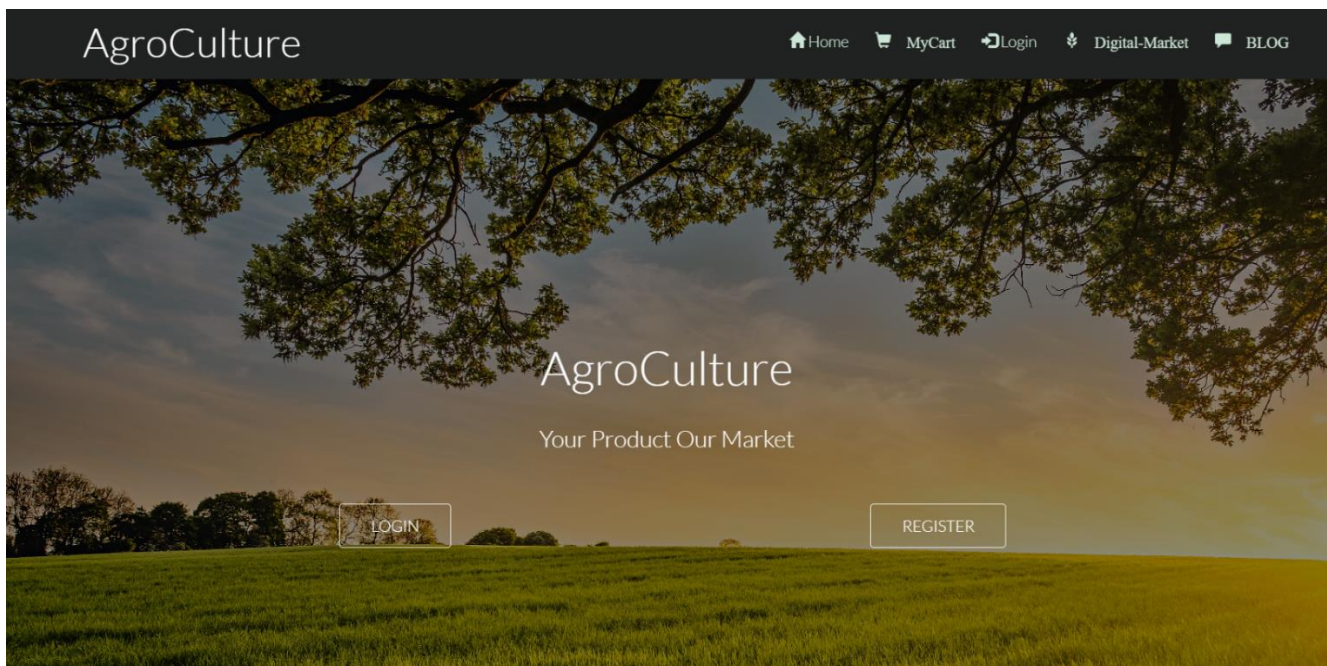 AgroCulture
Home MyCart Login Digital-Market BLOG
AgroCulture
Your Product Our Market
LOGIN REGISTER